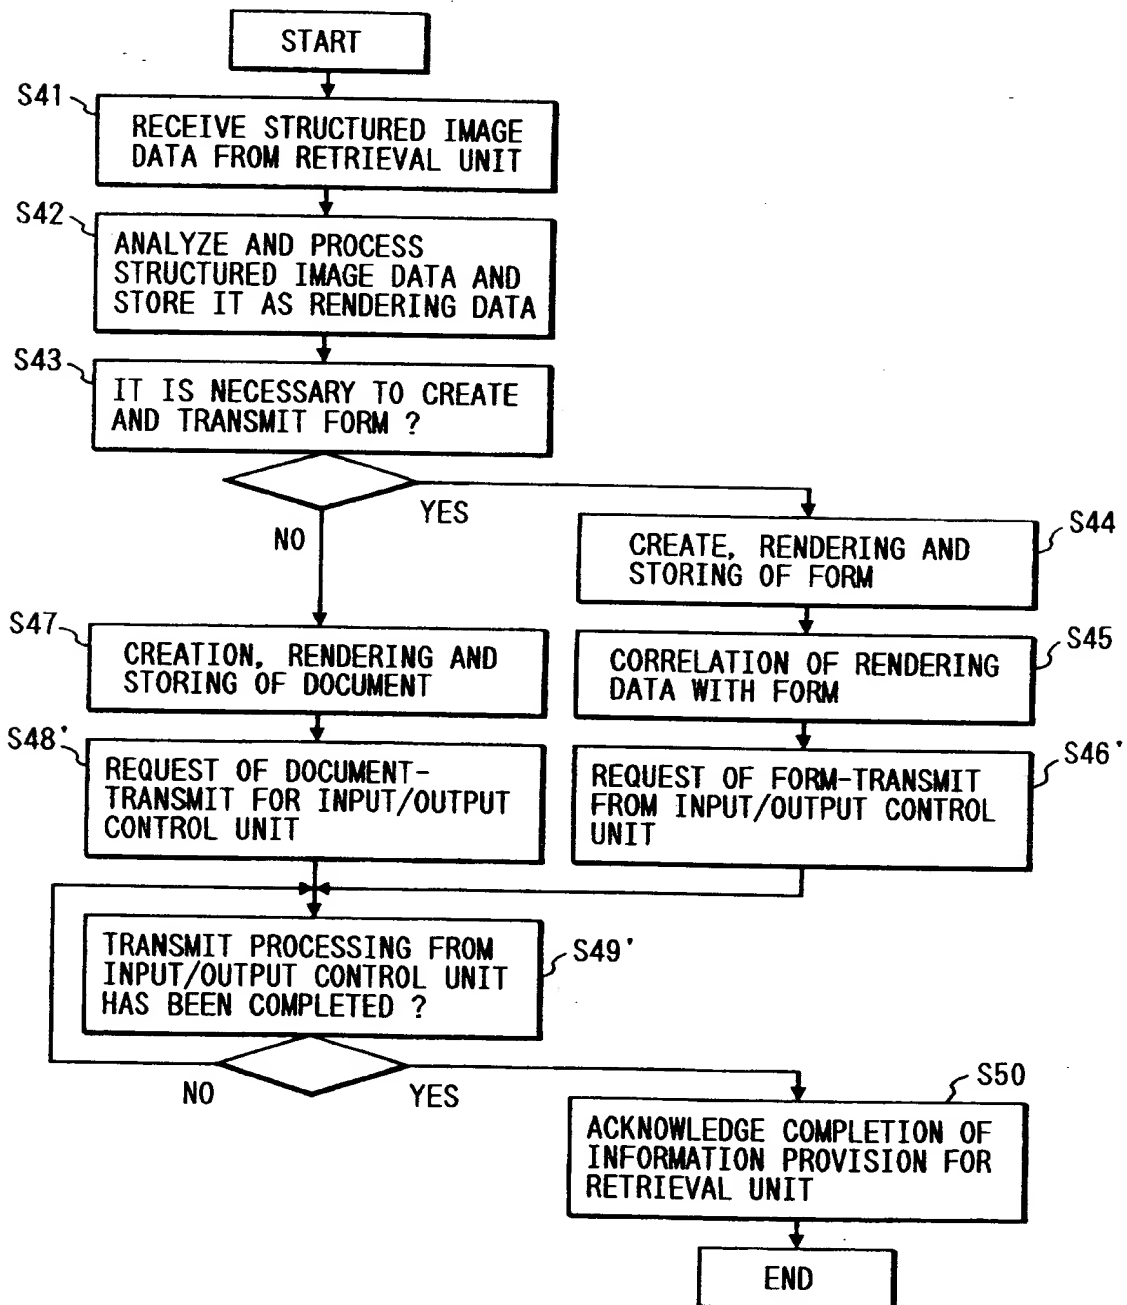 START
S41
RECEIVE STRUCTURED IMAGE
DATA FROM RETRIEVAL UNIT
S42
ANALYZE AND PROCESS
STRUCTURED IMAGE DATA AND
STORE IT AS RENDERING DATA
S43
IT IS NECESSARY TO CREATE
AND TRANSMIT FORM ?
YES
NO
S44
CREATE, RENDERING AND
STORING OF FORM
S47
CREATION, RENDERING AND
STORING OF DOCUMENT
S45
CORRELATION OF RENDERING
DATA WITH FORM
S48'
REQUEST OF DOCUMENT-
TRANSMIT FOR INPUT/OUTPUT
CONTROL UNIT
S46'
REQUEST OF FORM-TRANSMIT
FROM INPUT/OUTPUT CONTROL
UNIT
TRANSMIT PROCESSING FROM
INPUT/OUTPUT CONTROL UNIT
HAS BEEN COMPLETED ?
S49'
NO
YES
S50
ACKNOWLEDGE COMPLETION OF
INFORMATION PROVISION FOR
RETRIEVAL UNIT
END